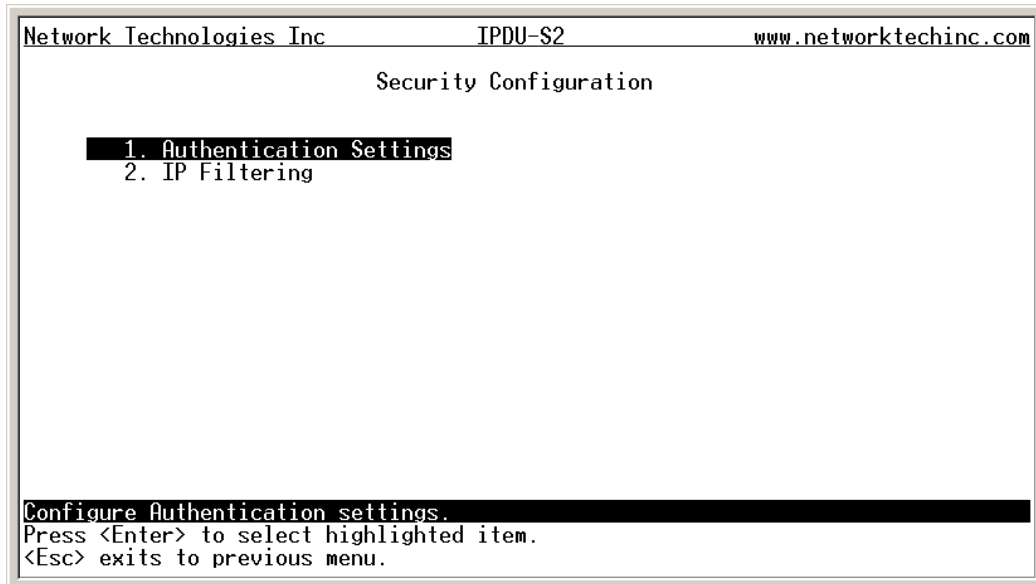 Network Technologies Inc IPDU-S2 www.networktechinc.com
Security Configuration
1. Authentication Settings
2. IP Filtering
Configure Authentication settings.
Press <Enter> to select highlighted item.
<Esc> exits to previous menu.